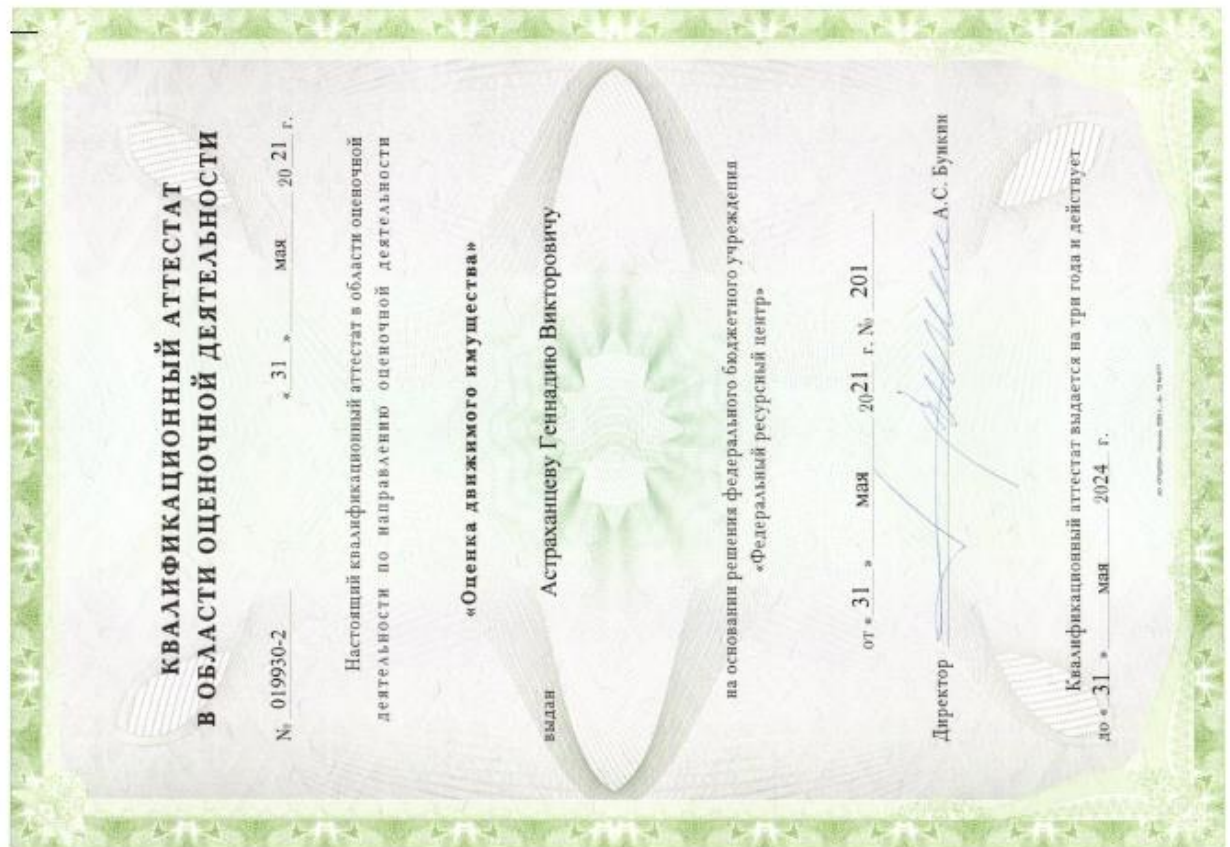 КВАЛИФИКАЦИОННЫЙ АТТЕСТАТ
В ОБЛАСТИ ОЦЕНОЧНОЙ ДЕЯТЕЛЬНОСТИ
№ 019930-2 « 31 » мая 20 21 г.
Настоящий квалификационный аттестат в области оценочной
деятельности по направлению оценочной деятельности
«Оценка движимого имущества»
выдан Астраханцеву Геннадию Викторовичу
на основании решения федерального бюджетного учреждения
«Федеральный ресурсный центр»
от « 31 » мая 2021 г. № 201
Директор А.С. Бункин
Квалификационный аттестат выдается на три года и действует
до « 31 » мая 2024 г.